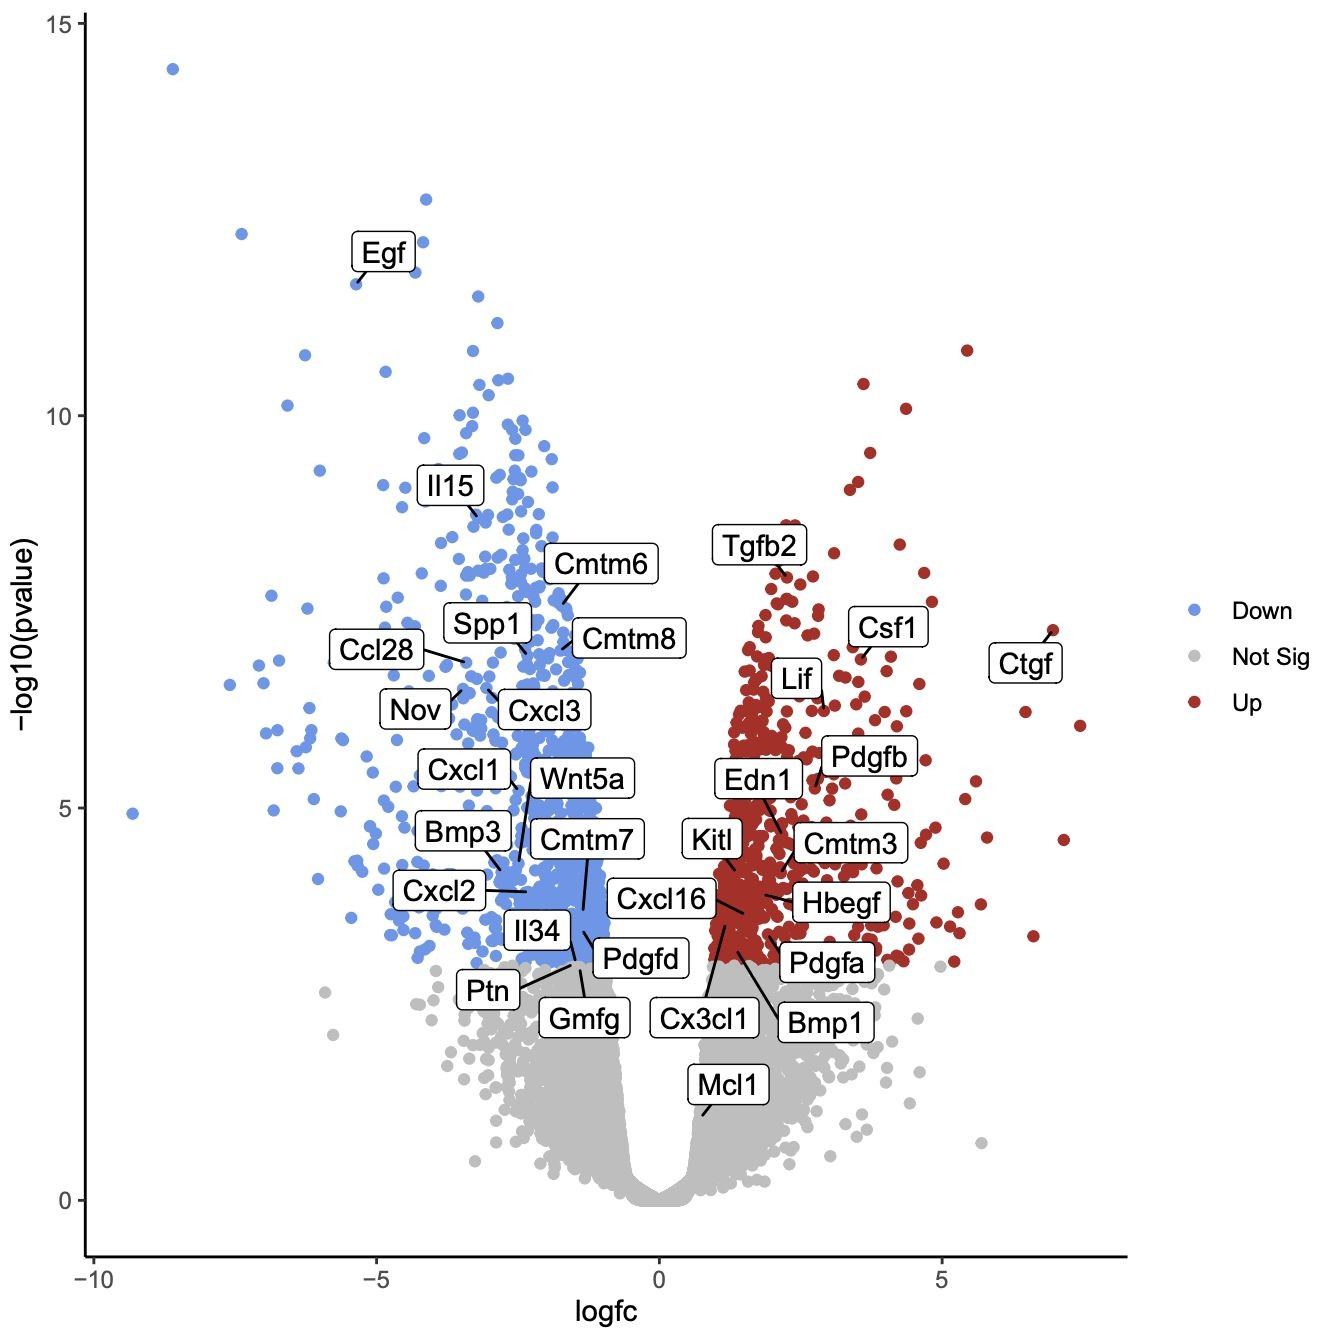 15
Egf
10
Il15
Tgfb2
Cmtm6
Spp1
Cmtm8
Csf1
Ccl28
Ctgf
Lif
Nov
Cxcl3
Pdgfb
Cxcl1
Wnt5a
Edn1
5
Bmp3
Cmtm7
Kitl
Cmtm3
Cxcl2
Cxcl16
Hbegf
Il34
Pdgfd
Pdgfa
Ptn
Gmfg
Cx3cl1
Bmp1
Mcl1
0
−10
−5
0
5
logfc
−log10(pvalue)
Down
Not Sig
Up